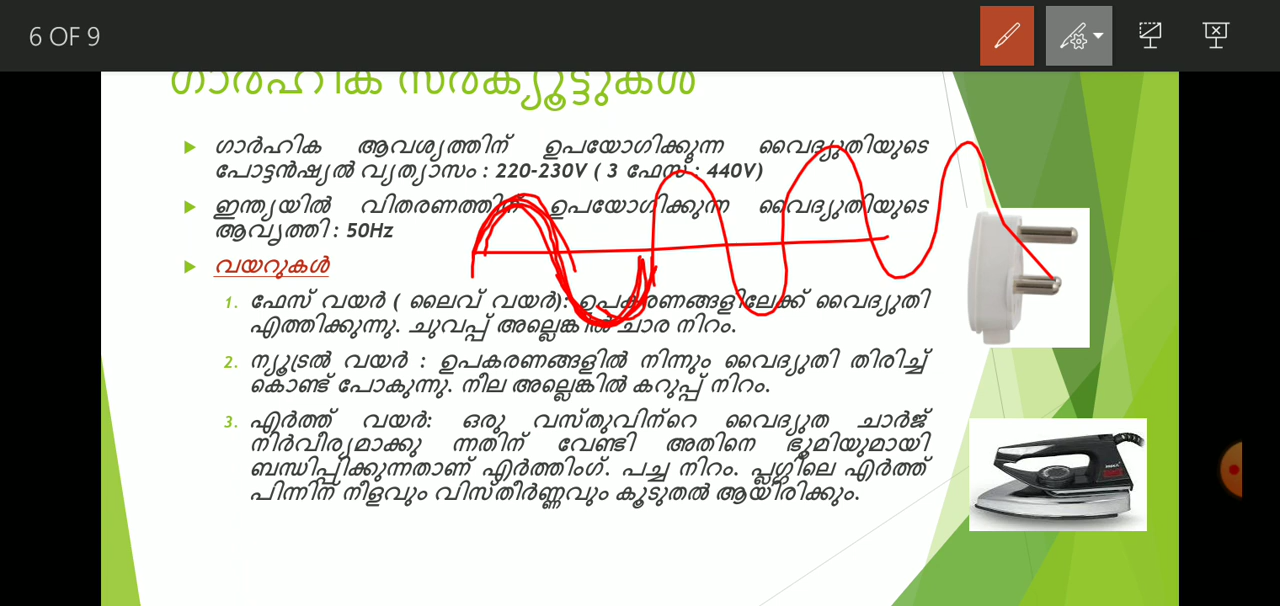 6 OF 9
ഗാർഹിക സർക്യൂട്ടുകൾ
ഗാർഹിക ആവശ്യത്തിന് ഉപയോഗിക്കുന്ന വൈദ്യുതിയുടെ
പോട്ടൻഷ്യൽ വ്യത്യാസം : 220-230V ( 3 ഫേസ് : 440V)
ഇന്ത്യയിൽ വിതരണത്തിന് ഉപയോഗിക്കുന്ന വൈദ്യുതിയുടെ
ആവൃത്തി : 50Hz
വയറുകൾ
1. ഫേസ് വയർ ( ലൈവ് വയർ): ഉപകരണങ്ങളിലേക്ക് വൈദ്യുതി
എത്തിക്കുന്നു. ചുവപ്പ് അല്ലെങ്കിൽ ചാര നിറം.
2. ന്യൂട്രൽ വയർ : ഉപകരണങ്ങളിൽ നിന്നും വൈദ്യുതി തിരിച്ച്
കൊണ്ട് പോകുന്നു. നീല അല്ലെങ്കിൽ കറുപ്പ് നിറം.
3. എർത്ത് വയർ: ഒരു വസ്തുവിന്റെ വൈദ്യുത ചാർജ്
നിർവീര്യമാക്കു ന്നതിന് വേണ്ടി അതിനെ ഭൂമിയുമായി
ബന്ധിപ്പിക്കുന്നതാണ് എർത്തിംഗ്. പച്ച നിറം. പ്ലഗ്ഗിലെ എർത്ത്
പിന്നിന് നീളവും വിസ്തീർണ്ണവും കൂടുതൽ ആയിരിക്കും.